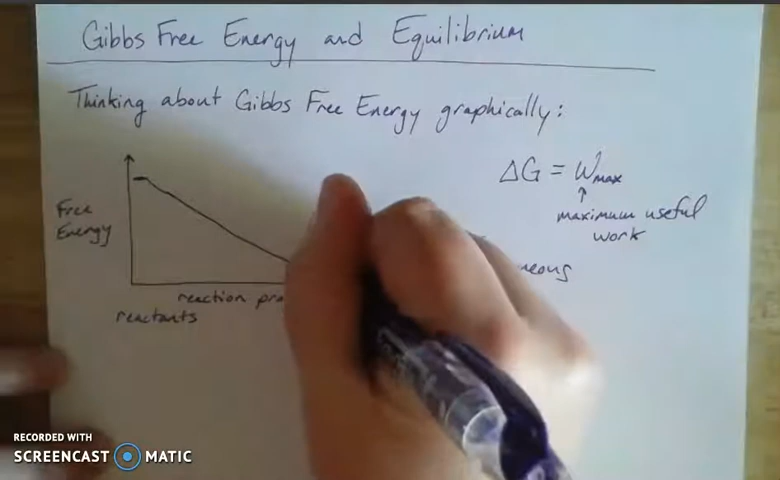 Gibbs Free Energy and Equilibrium
Thinking about Gibbs Free Energy graphically:
ΔG = Wmax
maximum useful
work
Free
Energy
reaction
reactants
RECORDED WITH
SCREENCAST MATIC